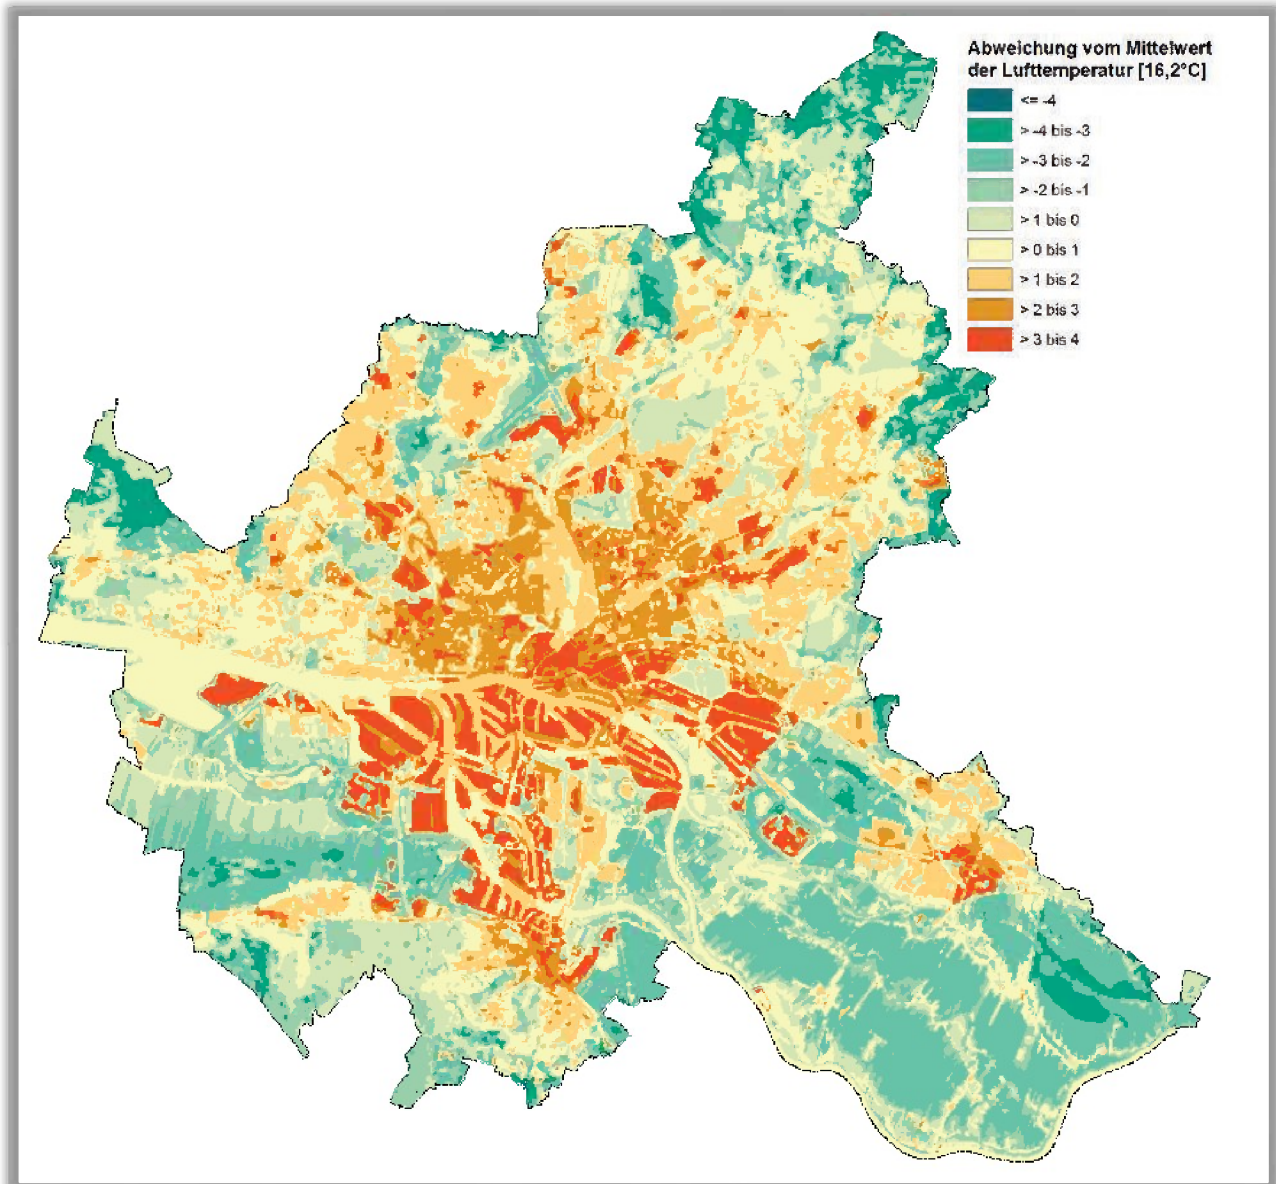 Abweichung vom Mittelwert
der Lufttemperatur [16,2°C]
<= -4
> -4 bis -3
> -3 bis -2
> -2 bis -1
> 1 bis 0
> 0 bis 1
> 1 bis 2
> 2 bis 3
> 3 bis 4